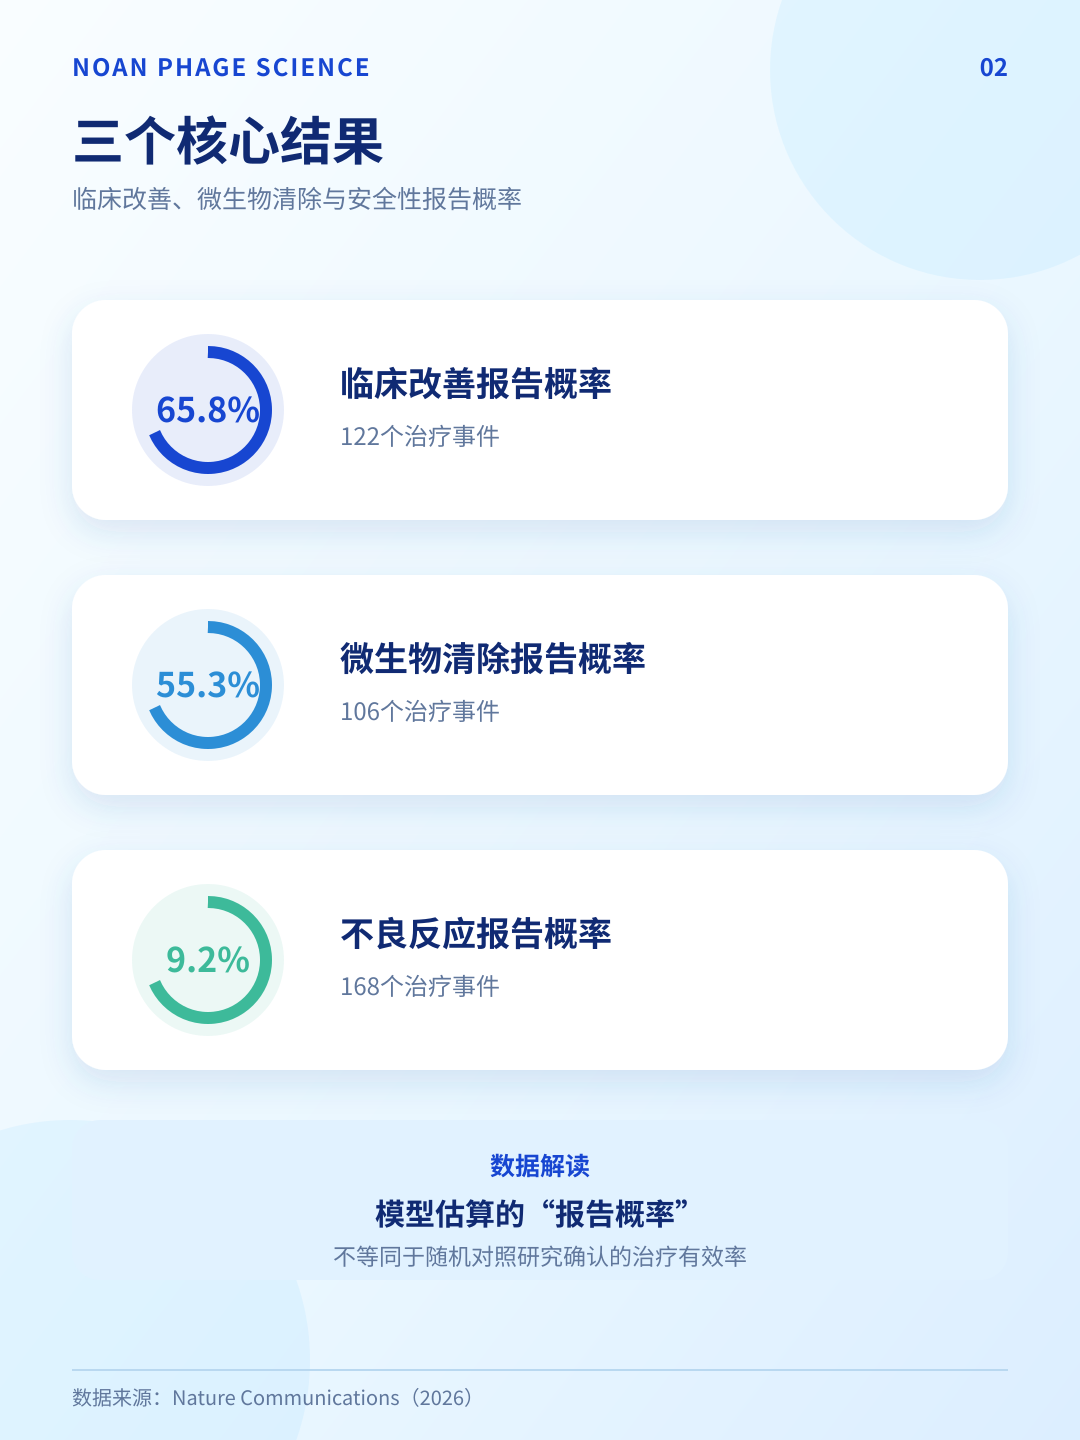 NOAN PHAGE SCIENCE
02
三个核心结果
临床改善、微生物清除与安全性报告概率
65.8%
临床改善报告概率
122个治疗事件
55.3%
微生物清除报告概率
106个治疗事件
9.2%
不良反应报告概率
168个治疗事件
数据解读
模型估算的“报告概率”
不等同于随机对照研究确认的治疗有效率
数据来源：Nature Communications（2026）